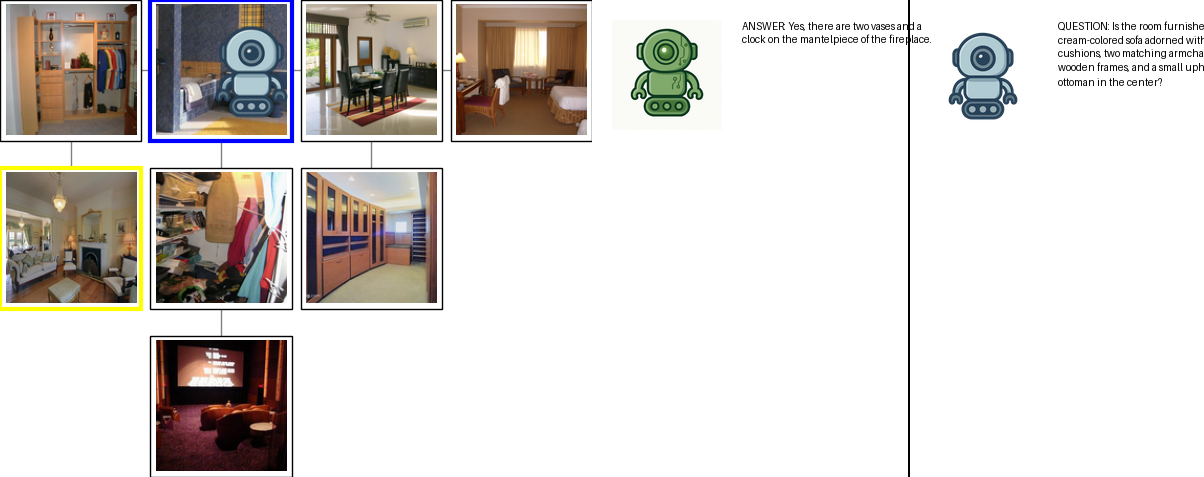 ANSWER: Yes, there are two vases and a
clock on the mantelpiece of the fireplace.
QUESTION: Is the room furnishe
cream-colored sofa adorned with
cushions, two matching armcha
wooden frames, and a small uph
ottoman in the center?